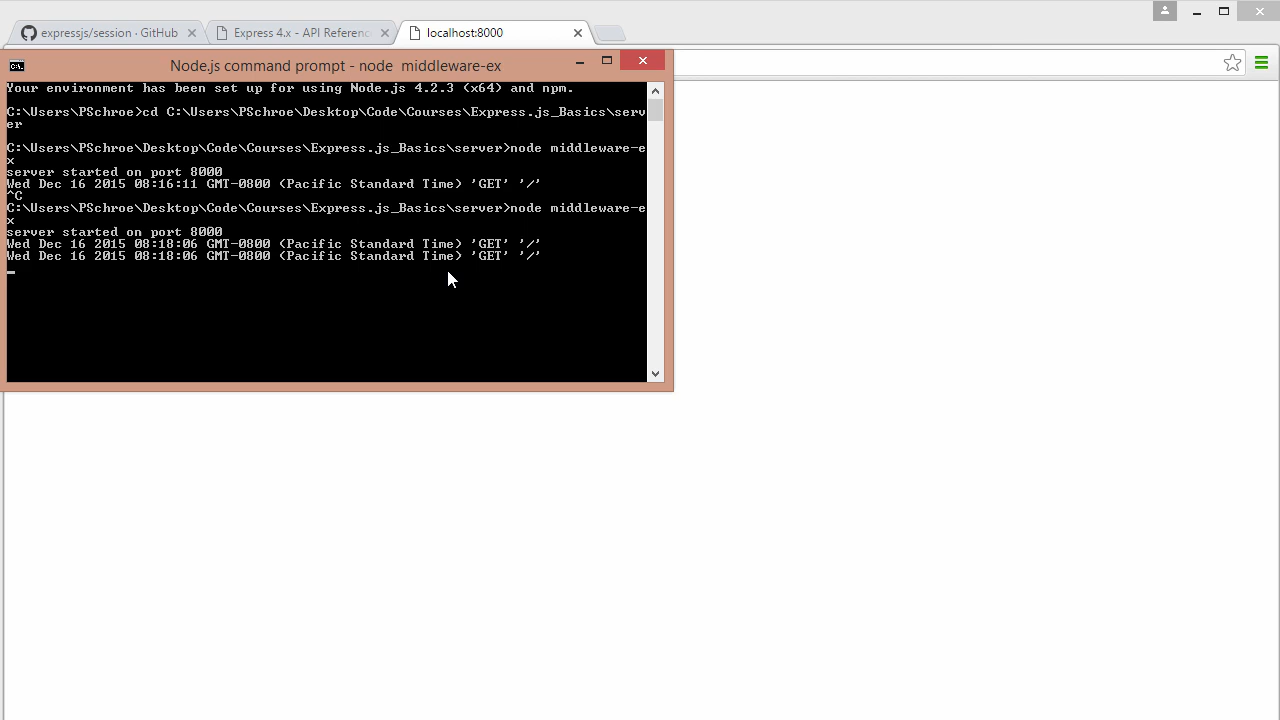 expressjs/session · GitHub
Express 4.x - API Referenc
localhost:8000
Node.js command prompt - node  middleware-ex
Your environment has been set up for using Node.js 4.2.3 (x64) and npm.
C:\Users\PSchroe>cd C:\Users\PSchroe\Desktop\Code\Courses\Express.js_Basics\serv
er
C:\Users\PSchroe\Desktop\Code\Courses\Express.js_Basics\server>node middleware-e
x
server started on port 8000
Wed Dec 16 2015 08:16:11 GMT-0800 (Pacific Standard Time) 'GET' '/'
^C
C:\Users\PSchroe\Desktop\Code\Courses\Express.js_Basics\server>node middleware-e
x
server started on port 8000
Wed Dec 16 2015 08:18:06 GMT-0800 (Pacific Standard Time) 'GET' '/'
Wed Dec 16 2015 08:18:06 GMT-0800 (Pacific Standard Time) 'GET' '/'